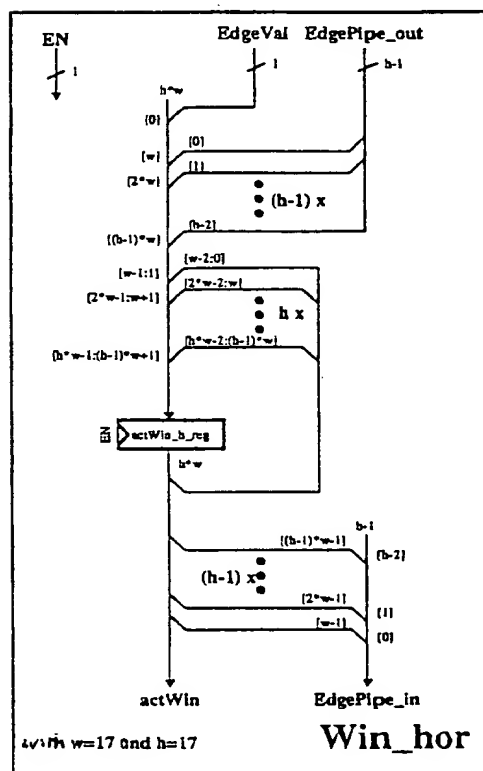 EN
EdgeVal
EdgePipe_out
1
1
h-1
h*w
[0]
[w]
[0]
[2*w]
[1]
(h-1) x
[(h-1)*w]
[h-2]
[w-1:1]
[w-2:0]
[2*w-1:w+1]
[2*w-2:w]
h x
[h*w-1:(h-1)*w+1]
[h*w-2:(h-1)*w]
EN
actWin_h_reg
h*w
h-1
[(h-1)*w-1]
[h-2]
(h-1) x
[2*w-1]
[1]
[w-1]
[0]
actWin
EdgePipe_in
with w=17 and h=17
Win_hor